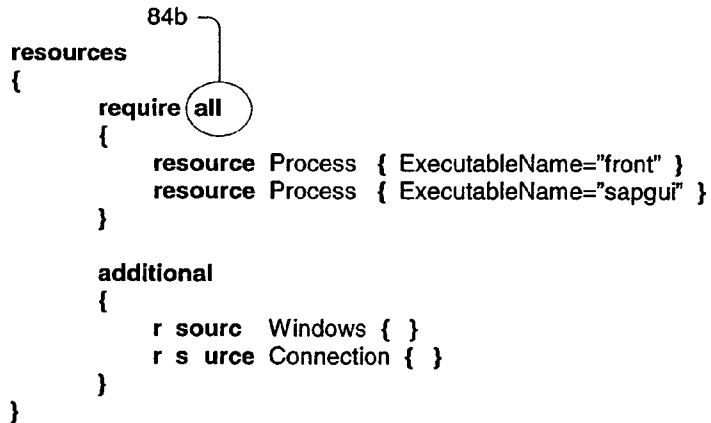 84b
resources
{
require all
{
resource Process { ExecutableName="front" }
resource Process { ExecutableName="sapgui" }
}
additional
{
r sourc Windows { }
r s urce Connection { }
}
}